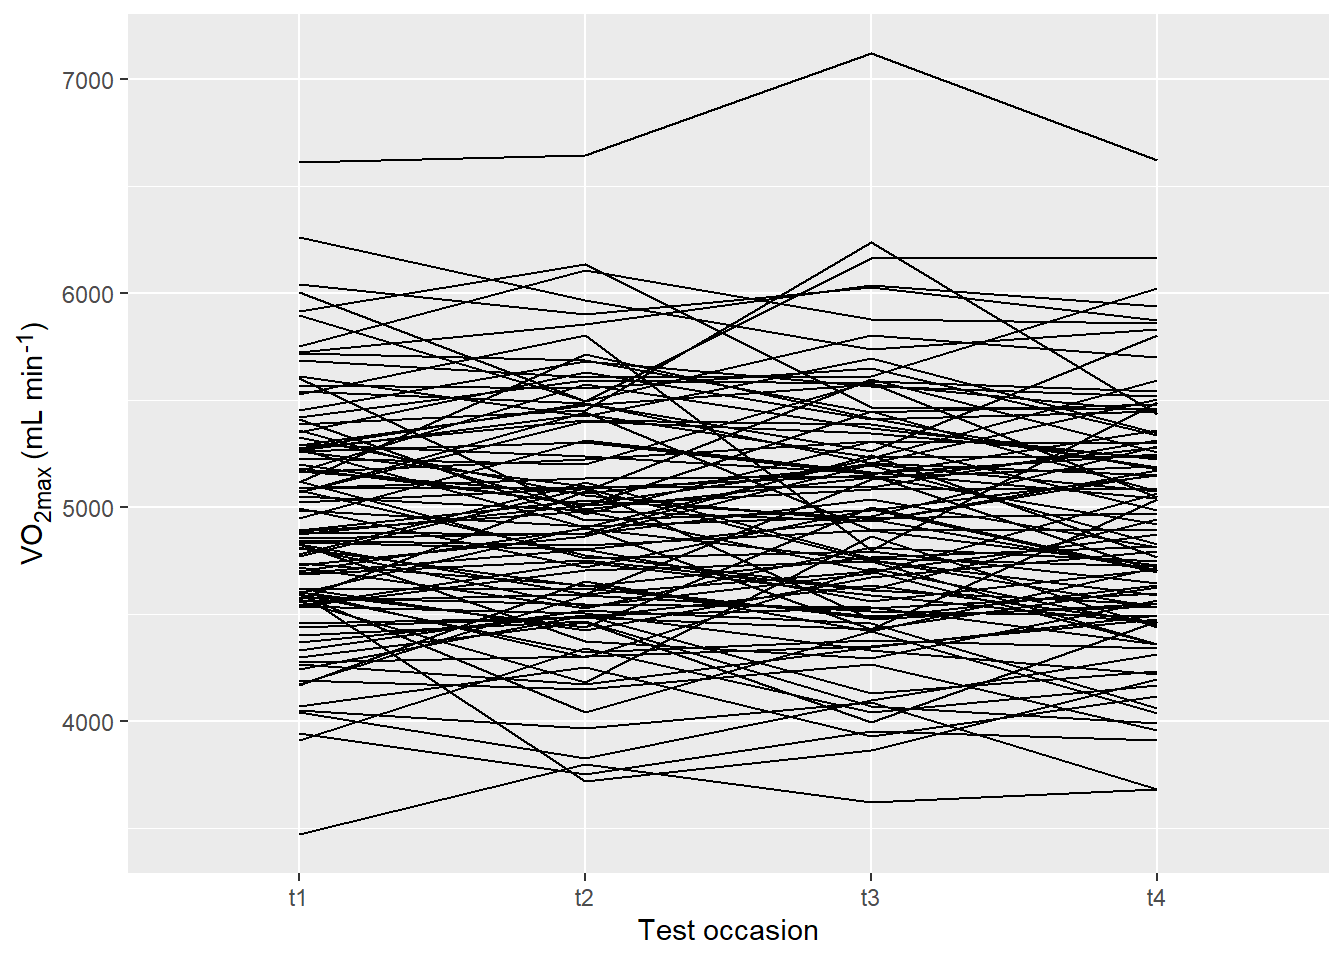 7000
6000
5000
4000
VO2max (mL min-1)
t1 t2 t3 t4
Test occasion